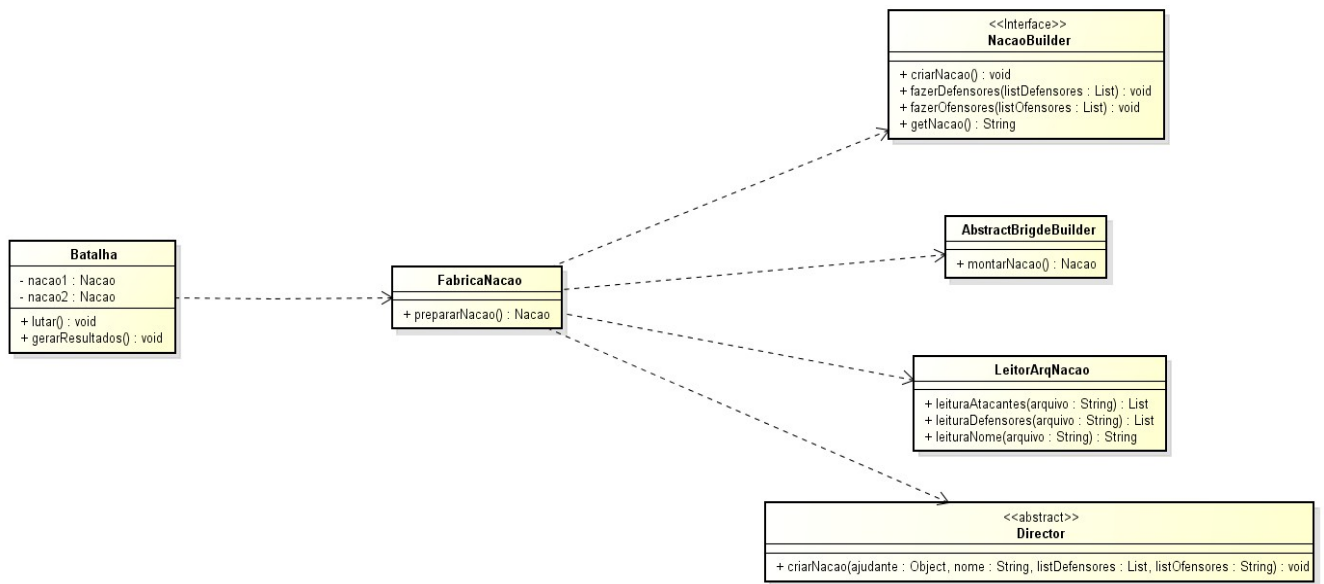 <<Interface>>
NacaoBuilder
+ criarNacao() : void
+ fazerDefensores(listDefensores : List) : void
+ fazerOfensores(listOfensores : List) : void
+ getNacao() : String
AbstractBrigdeBuilder
+ montarNacao() : Nacao
Batalha
- nacao1 : Nacao
- nacao2 : Nacao
+ lutar() : void
+ gerarResultados() : void
FabricaNacao
+ prepararNacao() : Nacao
LeitorArqNacao
+ leituraAtacantes(arquivo : String) : List
+ leituraDefensores(arquivo : String) : List
+ leituraNome(arquivo : String) : String
<<abstract>>
Director
+ criarNacao(ajudante : Object, nome : String, listDefensores : List, listOfensores : String) : void